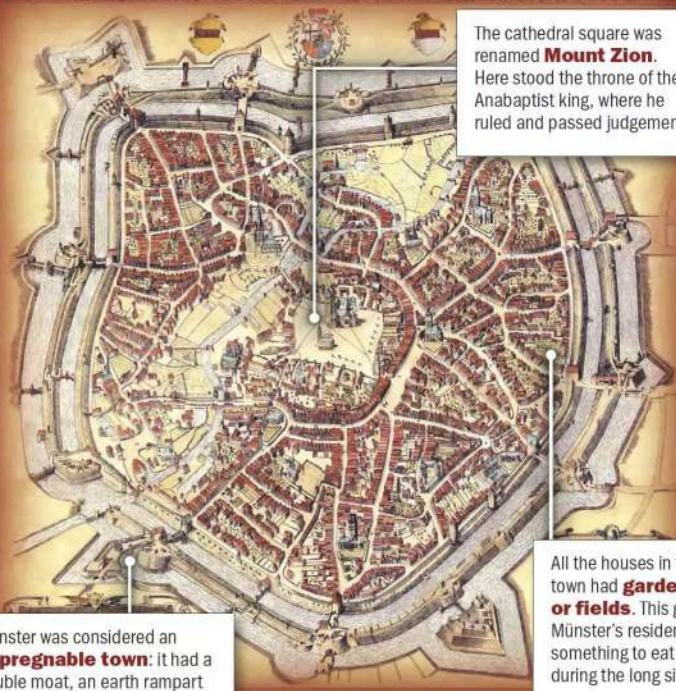 The cathedral square was
renamed Mount Zion.
Here stood the throne of the
Anabaptist king, where he
ruled and passed
All the houses in
town had
or fields. This
Münster's
something to eat
during the long
was considered an
town: it had a
moat, an earth rampart